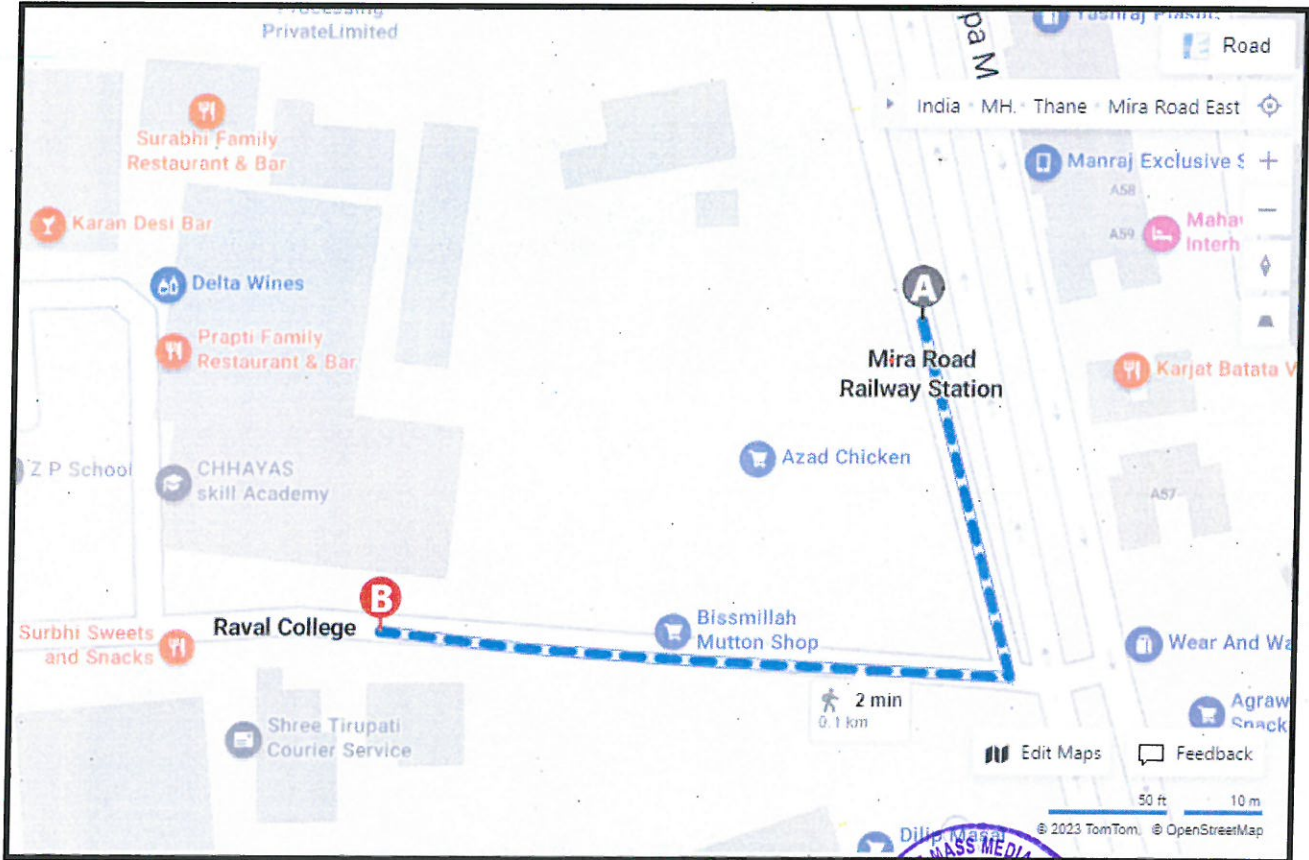 PrivateLimited
Surabhi Family
Restaurant & Bar
Karan Desi Bar
Delta Wines
Prapti Family
Restaurant & Bar
Z P School
CHHAYAS
skill Academy
B
Raval College
Surbhi Sweets
and Snacks
Shree Tirupati
Courier Service
pa M
Road
India MH. Thane Mira Road East
Manraj Exclusive S
A58
A59
A
Mira Road
Railway Station
Karjat Batata V
Azad Chicken
A57
Bissmillah
Mutton Shop
Wear And Wa
2 min
0.1 km
Agraw
Snack
Edit Maps
Feedback
50 ft
10 m
© 2023 TomTom, © OpenStreetMap
MASS MEDIA